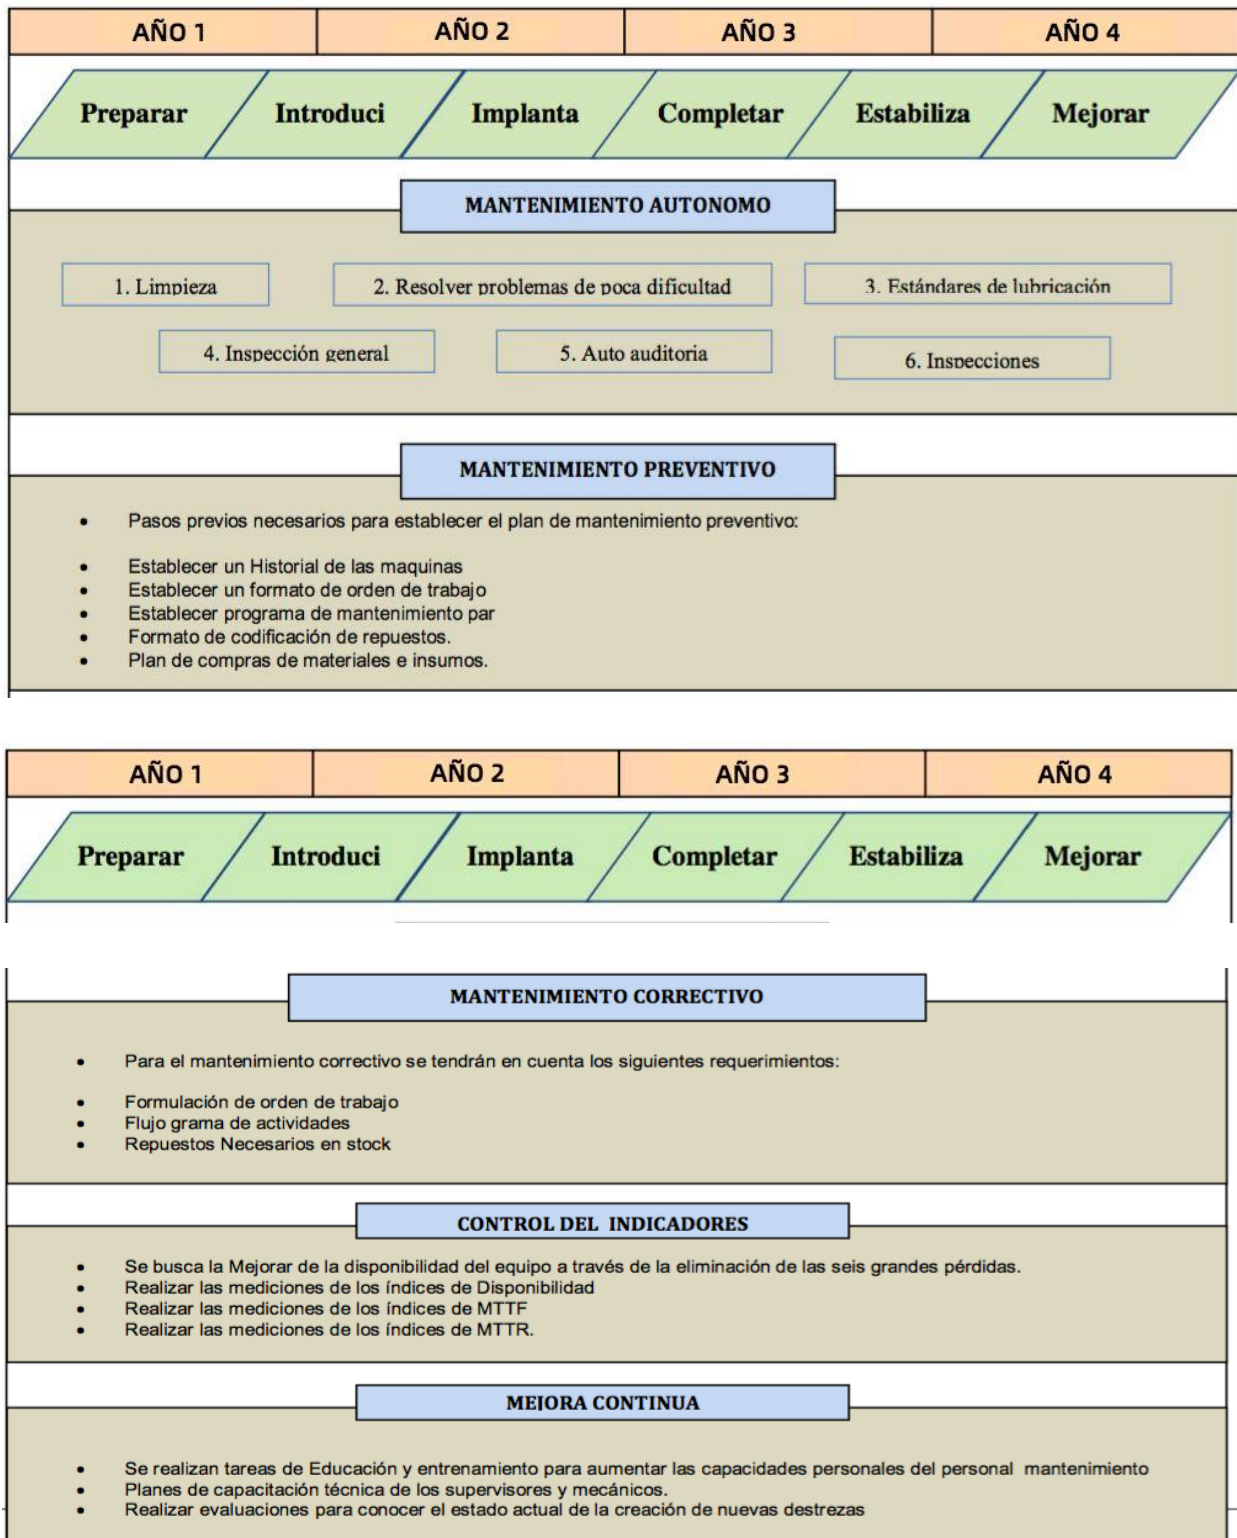 AÑO 1 AÑO 2 AÑO 3 AÑO 4
Preparar Introduci Implanta Completar Estabiliza Mejorar
MANTENIMIENTO AUTONOMO
1. Limpieza 2. Resolver problemas de poca dificultad 3. Estándares de lubricación
4. Inspección general 5. Auto auditoria 6. Inspecciones
MANTENIMIENTO PREVENTIVO
• Pasos previos necesarios para establecer el plan de mantenimiento preventivo:
• Establecer un Historial de las maquinas
• Establecer un formato de orden de trabajo
• Establecer programa de mantenimiento par
• Formato de codificación de repuestos.
• Plan de compras de materiales e insumos.
AÑO 1 AÑO 2 AÑO 3 AÑO 4
Preparar Introduci Implanta Completar Estabiliza Mejorar
MANTENIMIENTO CORRECTIVO
• Para el mantenimiento correctivo se tendrán en cuenta los siguientes requerimientos:
• Formulación de orden de trabajo
• Flujo grama de actividades
• Repuestos Necesarios en stock
CONTROL DEL INDICADORES
• Se busca la Mejorar de la disponibilidad del equipo a través de la eliminación de las seis grandes pérdidas.
• Realizar las mediciones de los índices de Disponibilidad
• Realizar las mediciones de los índices de MTTF
• Realizar las mediciones de los índices de MTTR.
MEJORA CONTINUA
• Se realizan tareas de Educación y entrenamiento para aumentar las capacidades personales del personal mantenimiento
• Planes de capacitación técnica de los supervisores y mecánicos.
• Realizar evaluaciones para conocer el estado actual de la creación de nuevas destrezas